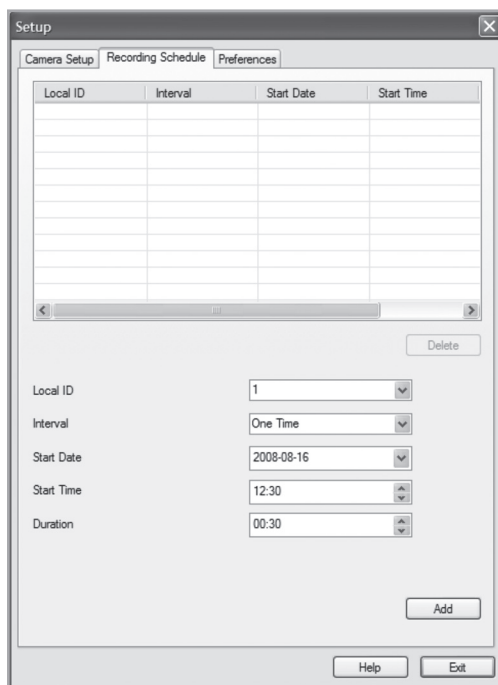 Setup
Camera Setup Recording Schedule Preferences
Local ID Interval Start Date Start Time
Delete
Local ID 1
Interval One Time
Start Date 2008-08-16
Start Time 12:30
Duration 00:30
Add
Help Exit